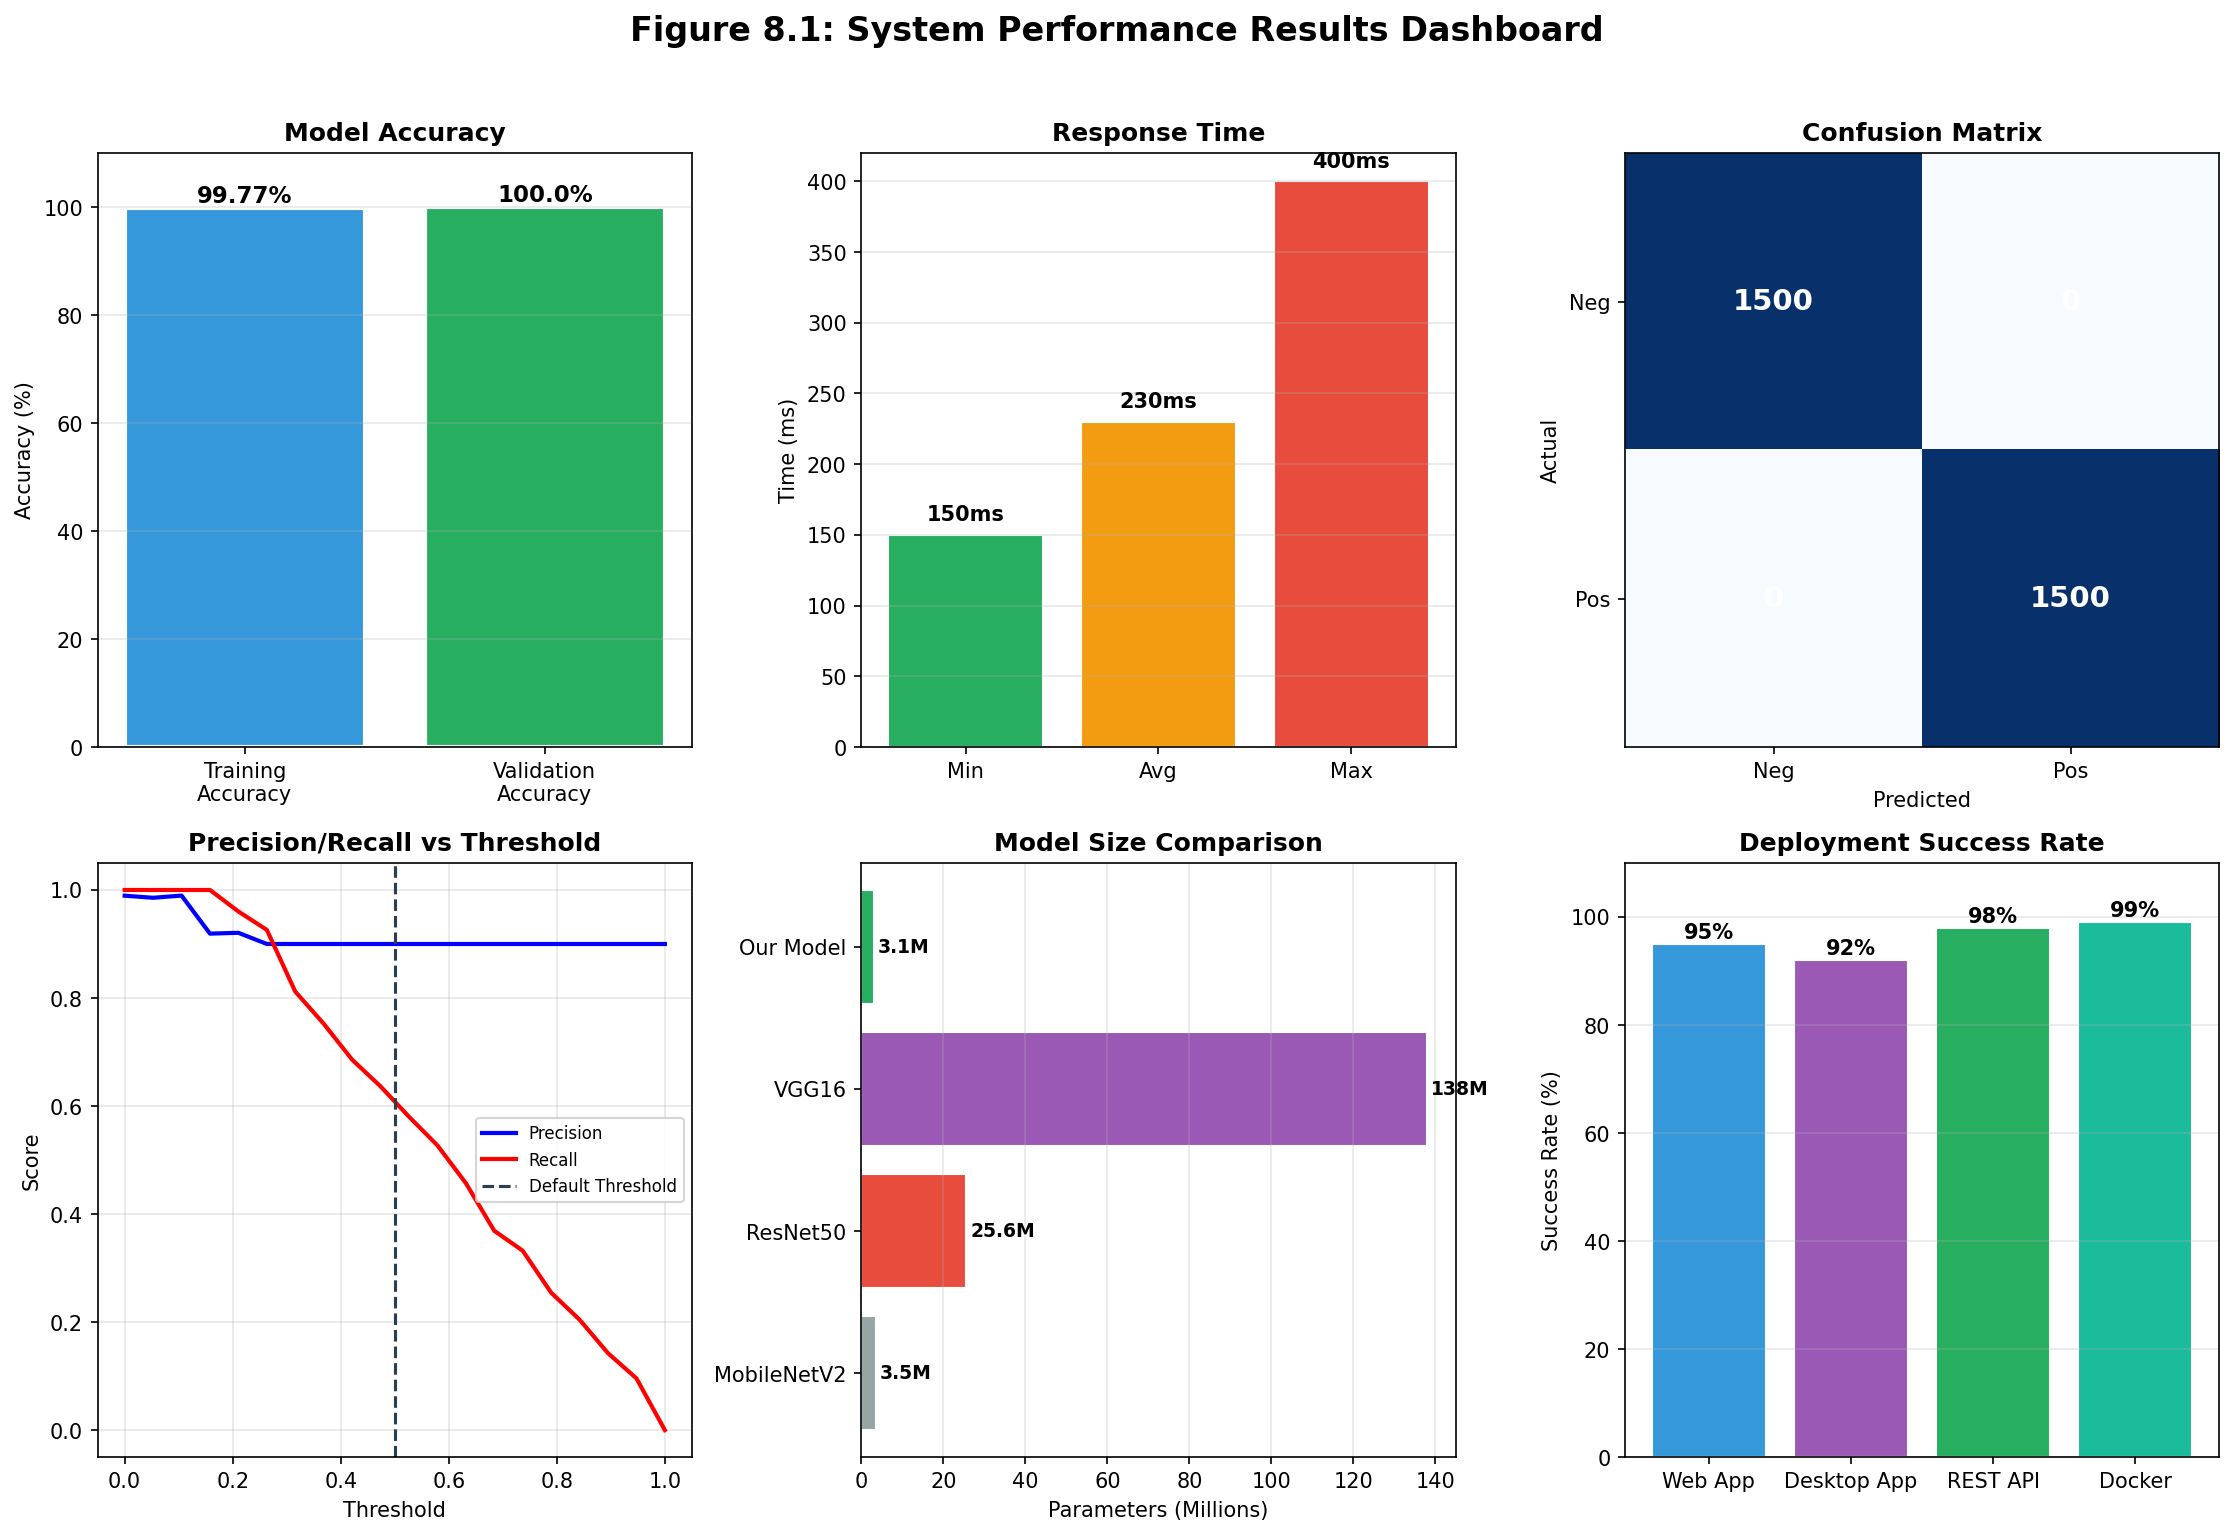 Figure 8.1: System Performance Results Dashboard
Model Accuracy
99.77%
100.0%
100
80
60
40
20
0
Accuracy (%)
Training
Accuracy
Validation
Accuracy
Response Time
400ms
230ms
150ms
400
350
300
250
200
150
100
50
0
Time (ms)
Min
Avg
Max
Confusion Matrix
1500
0
0
1500
Neg
Pos
Actual
Neg
Pos
Predicted
Precision/Recall vs Threshold
1.0
0.8
0.6
0.4
0.2
0.0
Score
Precision
Recall
Default Threshold
0.0
0.2
0.4
0.6
0.8
1.0
Threshold
Model Size Comparison
Our Model
3.1M
VGG16
138M
ResNet50
25.6M
MobileNetV2
3.5M
0
20
40
60
80
100
120
140
Parameters (Millions)
Deployment Success Rate
95%
92%
98%
99%
100
80
60
40
20
0
Success Rate (%)
Web App
Desktop App
REST API
Docker